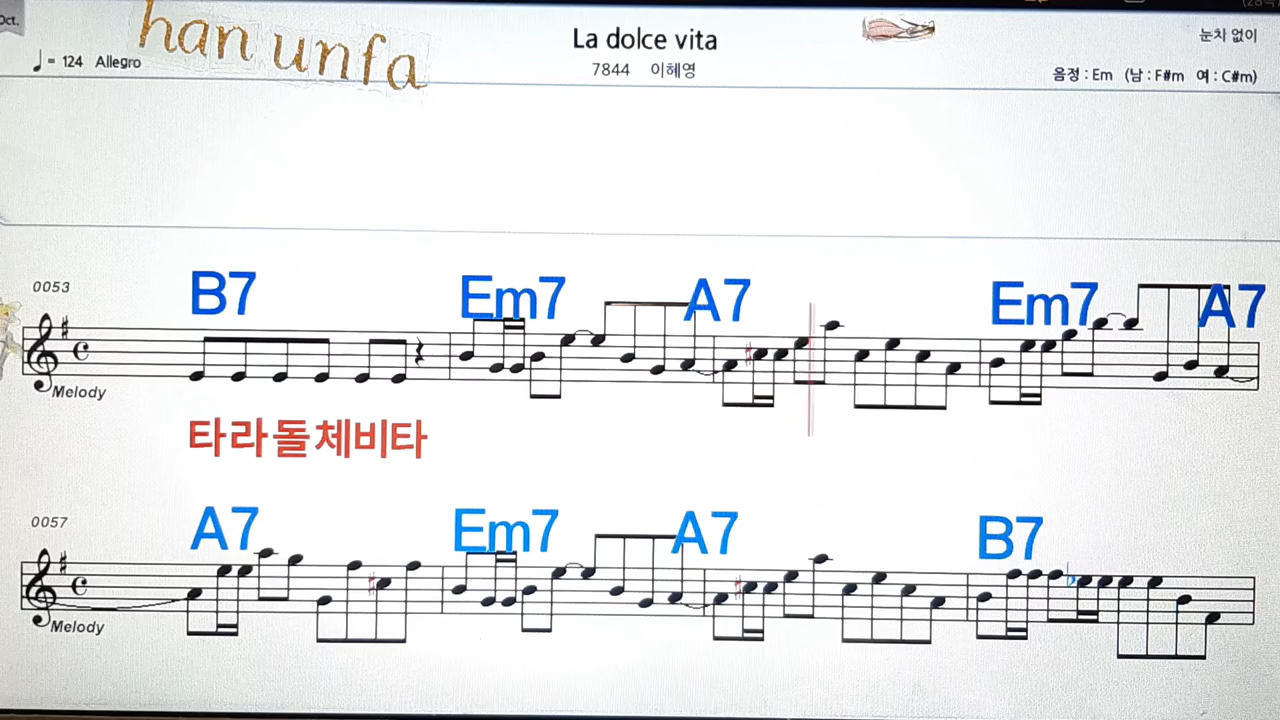 Oct.
han unfa
La dolce vita
눈차 없이
♩ = 124 Allegro
7844 이혜영
음정 : Em (남 : F#m 여 : C#m)
0053
B7 Em7 A7 Em7 A7
Melody
타라돌체비타
0057
A7 Em7 A7 B7
Melody